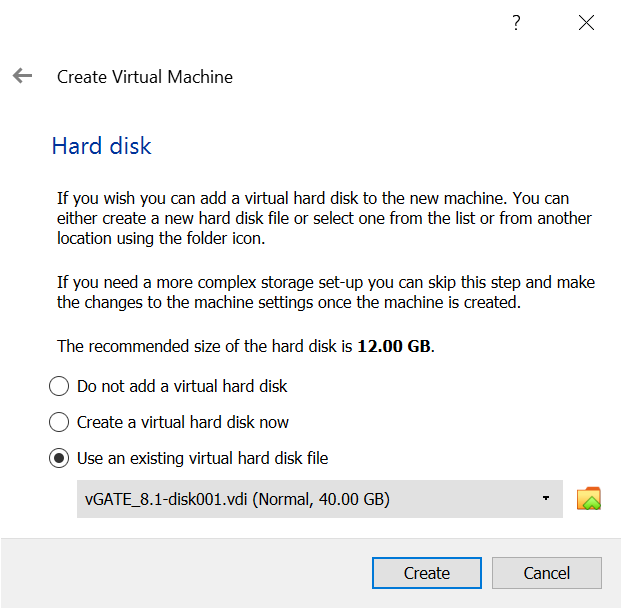 ?
Create Virtual Machine
Hard disk
If you wish you can add a virtual hard disk to the new machine. You can
either create a new hard disk file or select one from the list or from another
location using the folder icon.
If you need a more complex storage set-up you can skip this step and make
the changes to the machine settings once the machine is created.
The recommended size of the hard disk is 12.00 GB.
Do not add a virtual hard disk
Create a virtual hard disk now
Use an existing virtual hard disk file
vGATE_8.1-disk001.vdi (Normal, 40.00 GB)
Create
Cancel